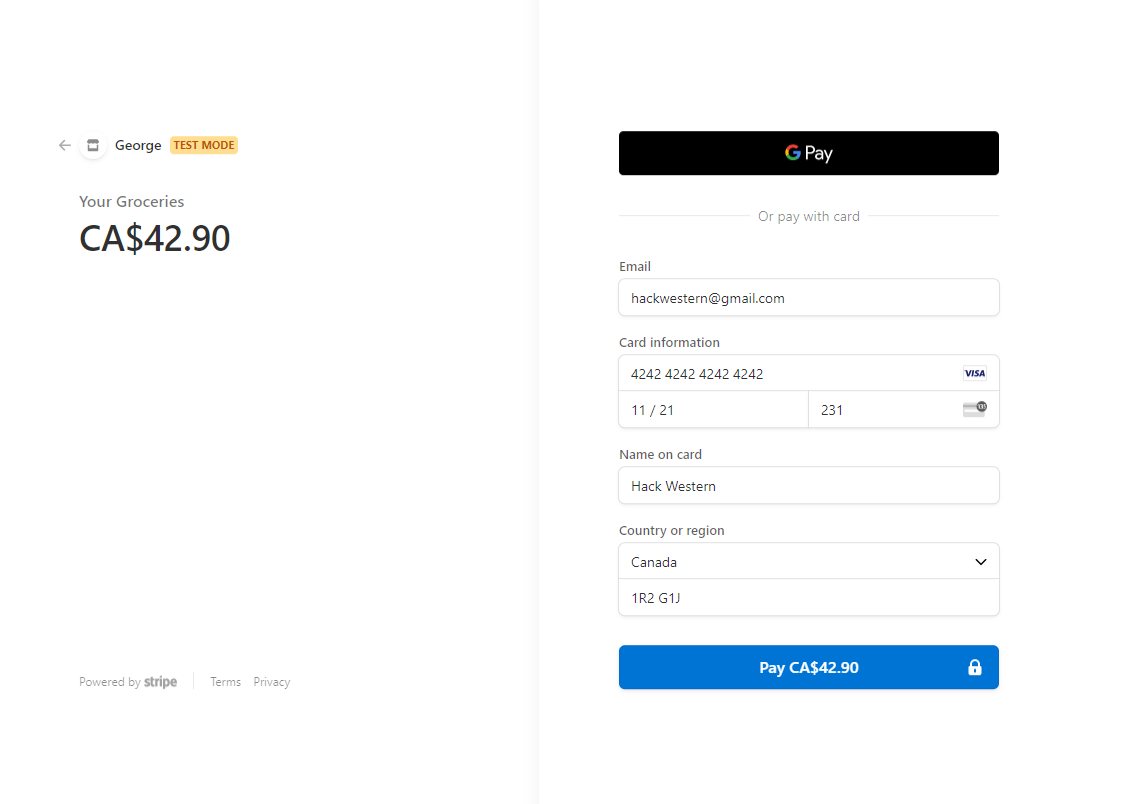 George TEST MODE
Your Groceries
CA$42.90
Powered by stripe Terms Privacy
G Pay
Or pay with card
Email
hackwestern@gmail.com
Card information
4242 4242 4242 4242 VISA
11 / 21 231
Name on card
Hack Western
Country or region
Canada
1R2 G1J
Pay CA$42.90